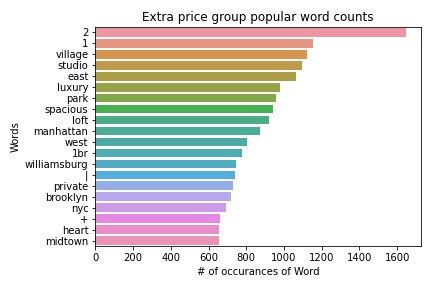 Extra price group popular word counts
Words
2
1
village
studio
east
luxury
park
spacious
loft
manhattan
west
1br
williamsburg
|
private
brooklyn
nyc
+
heart
midtown
0 200 400 600 800 1000 1200 1400 1600
# of occurances of Word